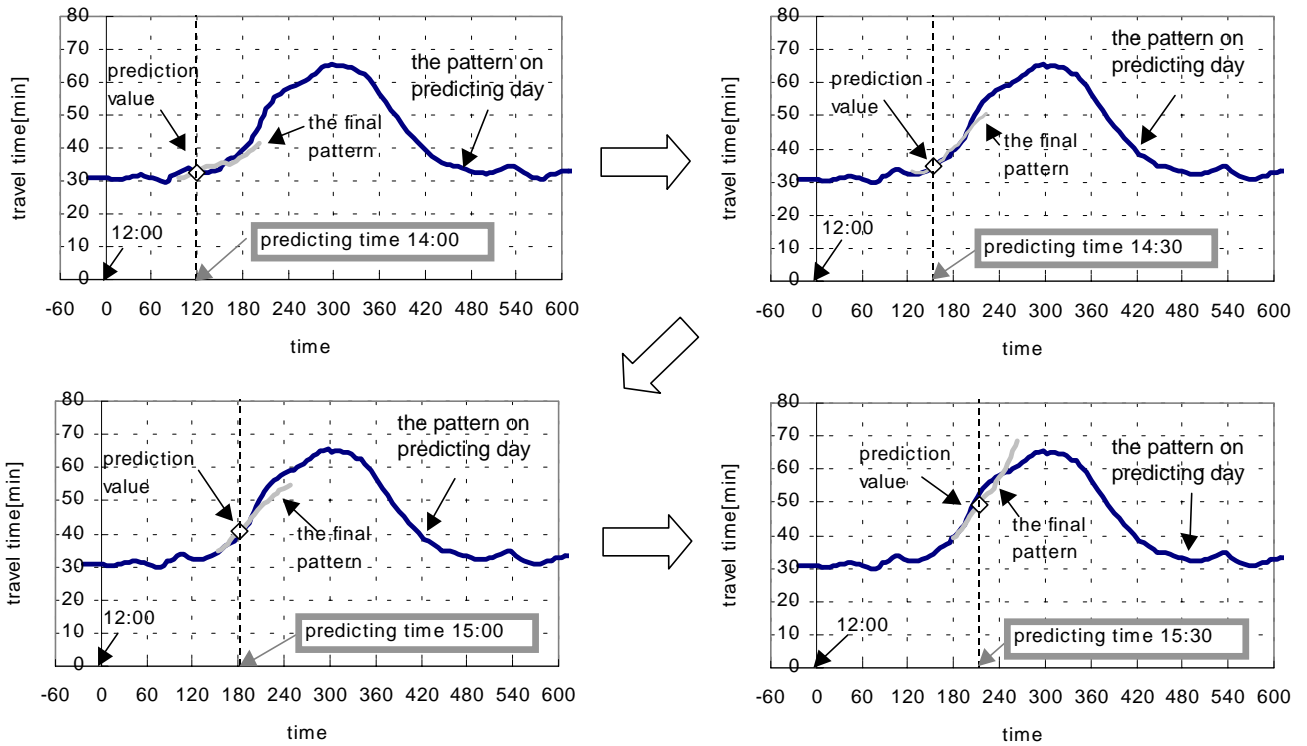 80
70
60
50
40
30
20
10
0
travel time[min]
prediction
value
the final
pattern
the pattern on
predicting day
12:00
predicting time 14:00
-60 0 60 120 180 240 300 360 420 480 540 600
time
80
70
60
50
40
30
20
10
0
travel time[min]
prediction
value
the final
pattern
the pattern on
predicting day
12:00
predicting time 14:30
-60 0 60 120 180 240 300 360 420 480 540 600
time
80
70
60
50
40
30
20
10
0
travel time[min]
prediction
value
the final
pattern
the pattern on
predicting day
12:00
predicting time 15:00
-60 0 60 120 180 240 300 360 420 480 540 600
time
80
70
60
50
40
30
20
10
0
travel time[min]
prediction
value
the final
pattern
the pattern on
predicting day
12:00
predicting time 15:30
-60 0 60 120 180 240 300 360 420 480 540 600
time